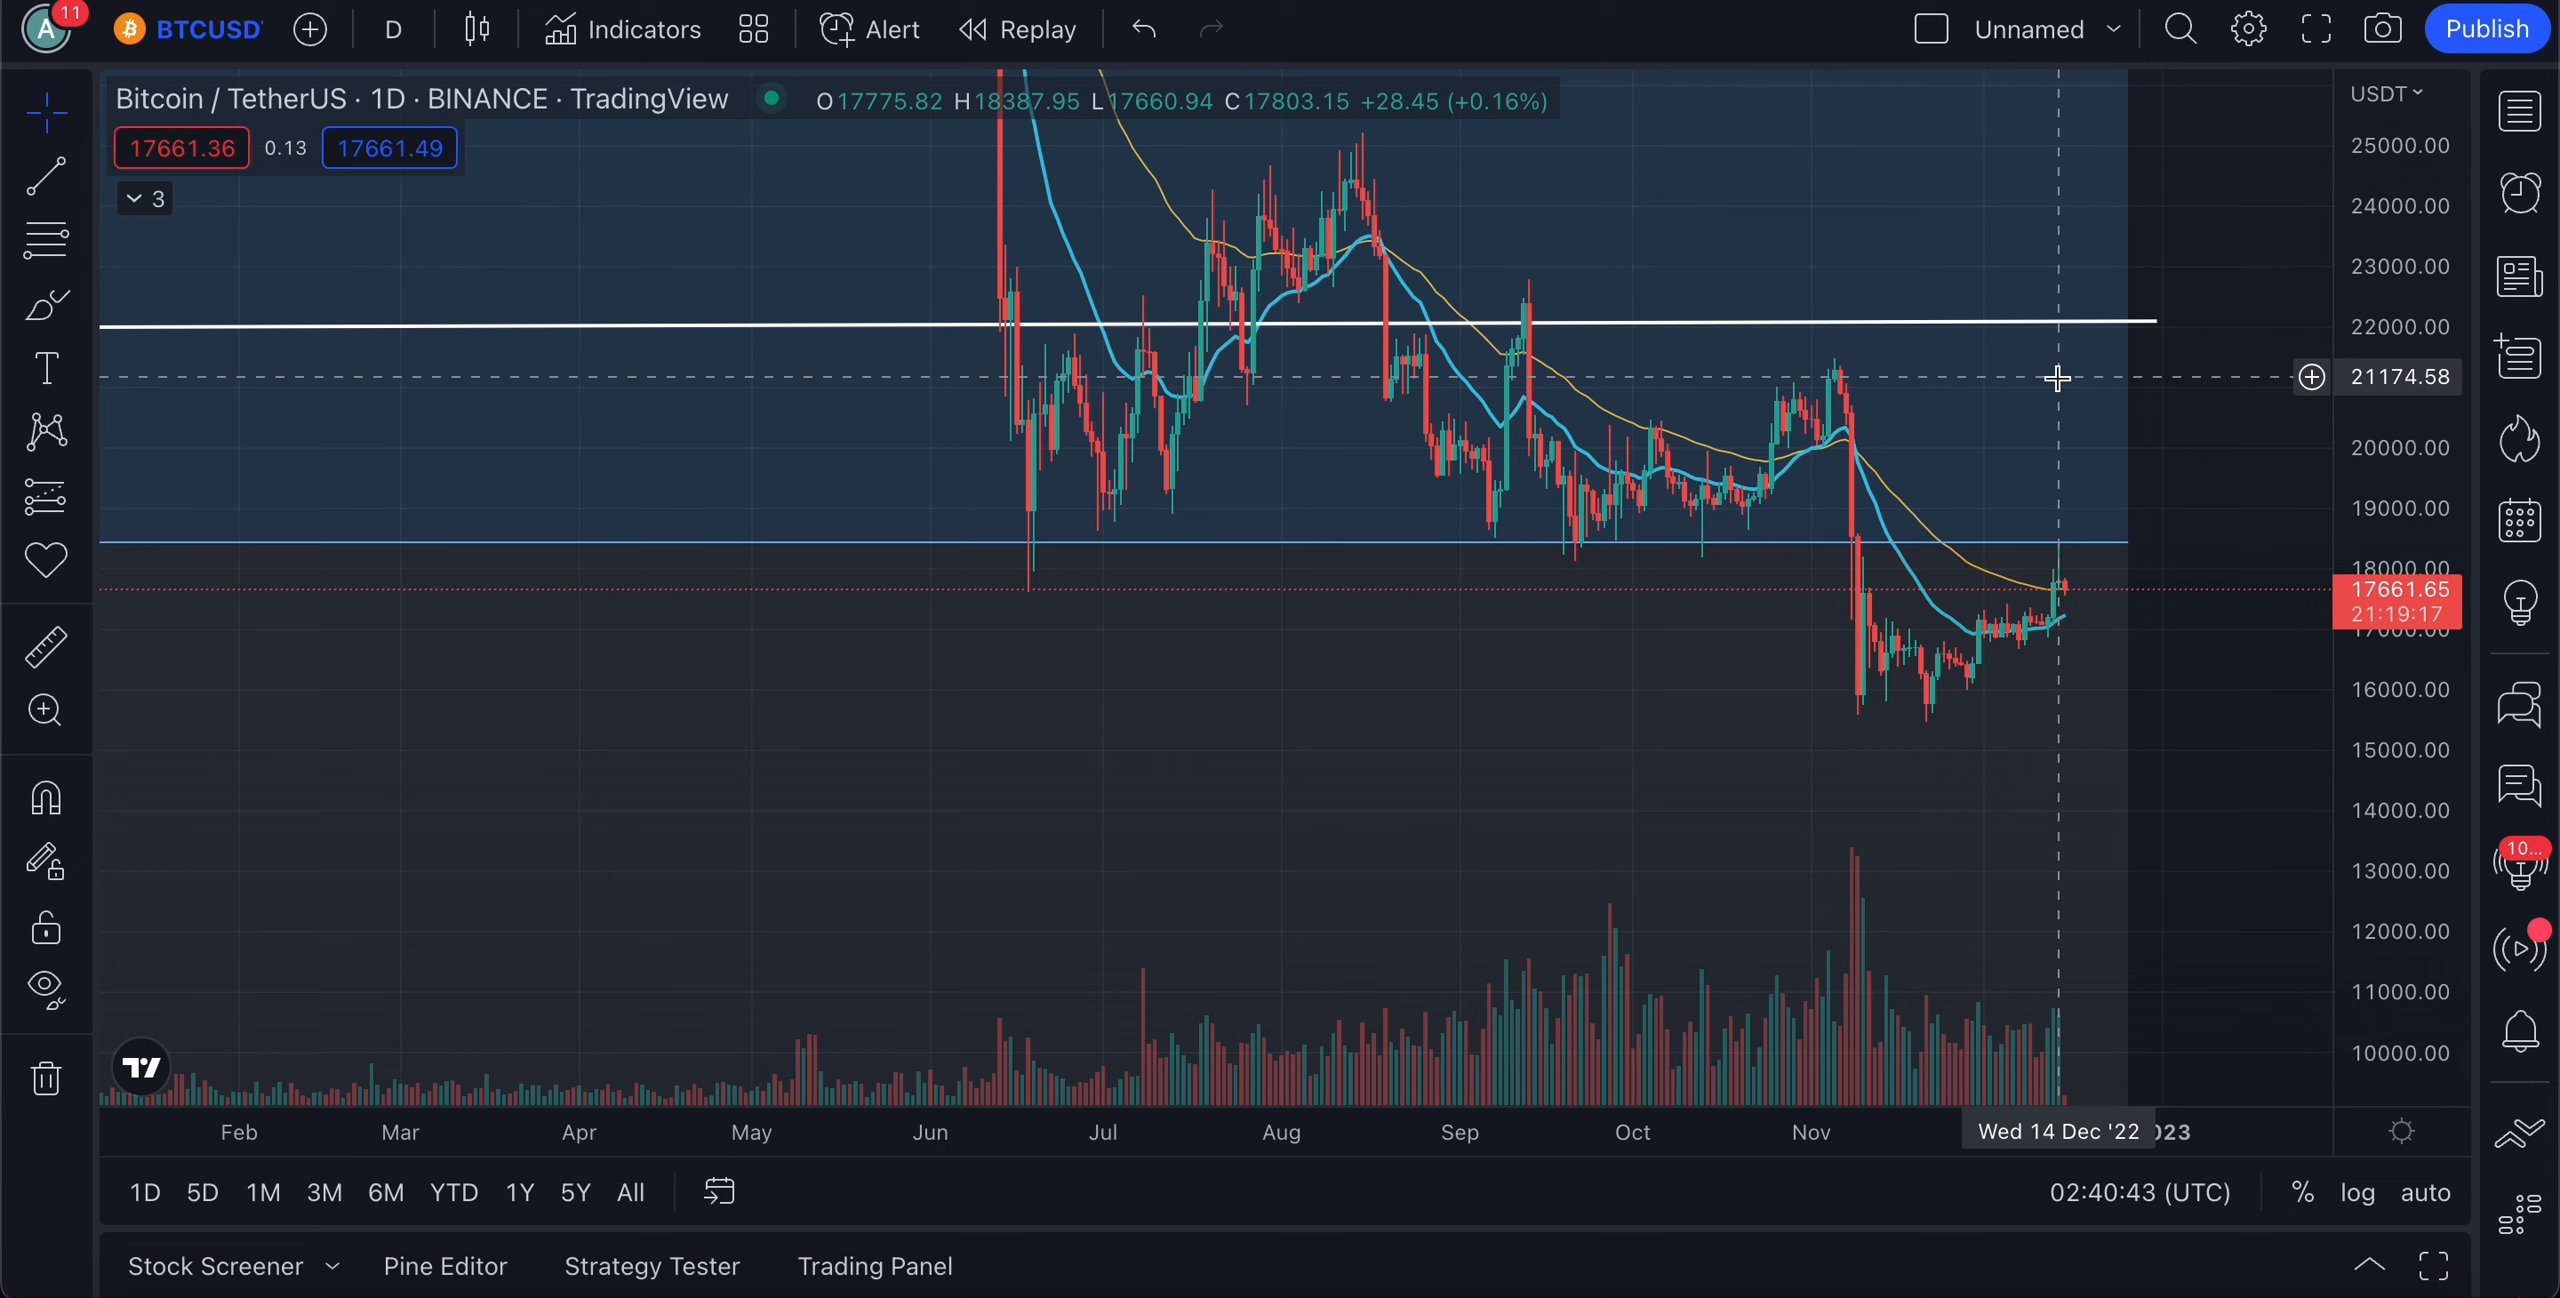 A 11 BTCUSD D Indicators Alert Replay Unnamed Publish
Bitcoin / TetherUS · 1D · BINANCE · TradingView O17775.82 H18387.95 L17660.94 C17803.15 +28.45 (+0.16%)
USDT
17661.36 0.13 17661.49
3
25000.00
24000.00
23000.00
22000.00
21174.58
20000.00
19000.00
18000.00
17661.65
21:19:17
17000.00
16000.00
15000.00
14000.00
13000.00
12000.00
11000.00
10000.00
10...
Feb Mar Apr May Jun Jul Aug Sep Oct Nov Wed 14 Dec '22 023
1D 5D 1M 3M 6M YTD 1Y 5Y All 02:40:43 (UTC) % log auto
Stock Screener Pine Editor Strategy Tester Trading Panel